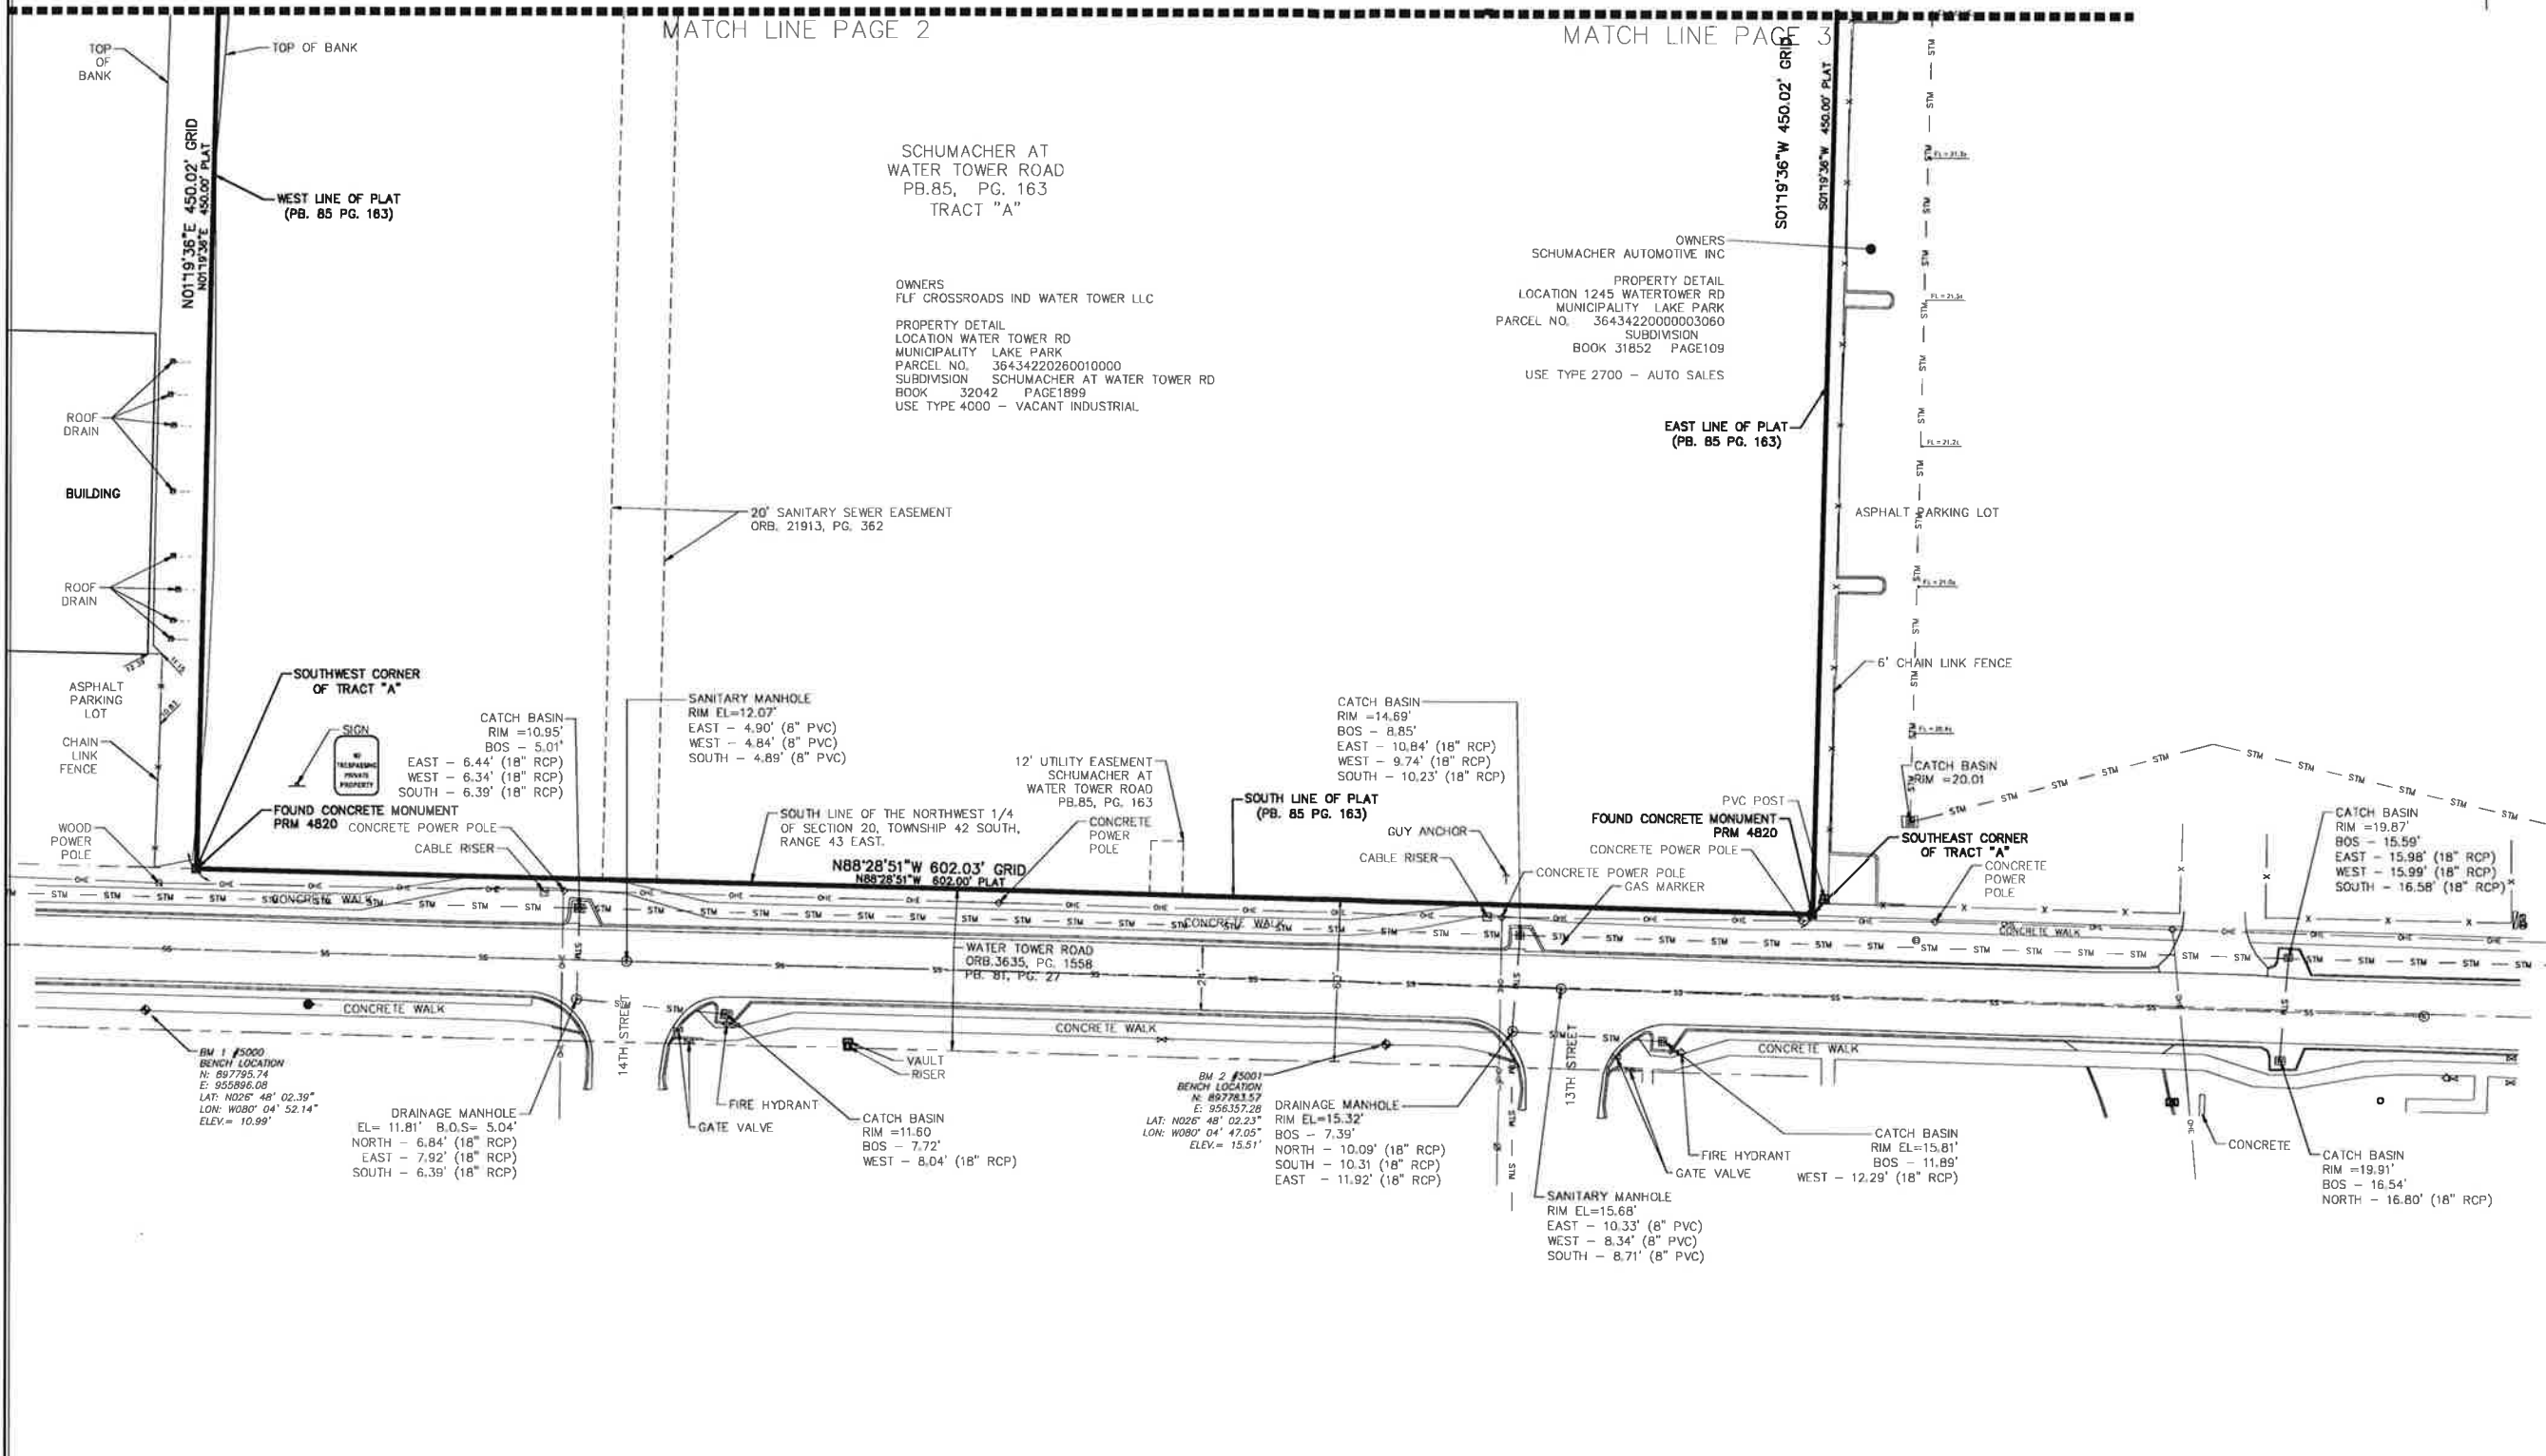 MATCH LINE PAGE 2
MATCH LINE PAGE 3
TOP
OF
BANK
TOP OF BANK
N01°19'36"E 450.02' GRID
N01°19'36"E 450.00' PLAT
WEST LINE OF PLAT
(PB. 85 PG. 163)
SCHUMACHER AT
WATER TOWER ROAD
PB.85, PG. 163
TRACT "A"
OWNERS
FLF CROSSROADS IND WATER TOWER LLC
PROPERTY DETAIL
LOCATION WATER TOWER RD
MUNICIPALITY LAKE PARK
PARCEL NO. 36434220260010000
SUBDIVISION SCHUMACHER AT WATER TOWER RD
BOOK 32042 PAGE1899
USE TYPE 4000 – VACANT INDUSTRIAL
S01°19'36"W 450.02' GRID
S01°19'36"W 450.00' PLAT
OWNERS
SCHUMACHER AUTOMOTIVE INC
PROPERTY DETAIL
LOCATION 1245 WATERTOWER RD
MUNICIPALITY LAKE PARK
PARCEL NO. 36434220000003060
SUBDIVISION
BOOK 31852 PAGE109
USE TYPE 2700 – AUTO SALES
EAST LINE OF PLAT
(PB. 85 PG. 163)
ROOF
DRAIN
BUILDING
ROOF
DRAIN
20' SANITARY SEWER EASEMENT
ORB. 21913, PG. 362
ASPHALT PARKING LOT
6' CHAIN LINK FENCE
ASPHALT
PARKING
LOT
CHAIN
LINK
FENCE
WOOD
POWER
POLE
SOUTHWEST CORNER
OF TRACT "A"
SIGN
NO
TRESPASSING
PRIVATE
PROPERTY
CATCH BASIN
RIM =10.95'
BOS – 5.01'
EAST – 6.44' (18" RCP)
WEST – 6.34' (18" RCP)
SOUTH – 6.39' (18" RCP)
FOUND CONCRETE MONUMENT
PRM 4820
CONCRETE POWER POLE
CABLE RISER
SANITARY MANHOLE
RIM EL=12.07'
EAST – 4.90' (8" PVC)
WEST – 4.84' (8" PVC)
SOUTH – 4.89' (8" PVC)
SOUTH LINE OF THE NORTHWEST 1/4
OF SECTION 20, TOWNSHIP 42 SOUTH,
RANGE 43 EAST.
12' UTILITY EASEMENT
SCHUMACHER AT
WATER TOWER ROAD
PB.85, PG. 163
CONCRETE
POWER
POLE
N88°28'51"W 602.03' GRID
N88°28'51"W 602.00' PLAT
SOUTH LINE OF PLAT
(PB. 85 PG. 163)
CATCH BASIN
RIM =14.69'
BOS – 8.85'
EAST – 10.84' (18" RCP)
WEST – 9.74' (18" RCP)
SOUTH – 10.23' (18" RCP)
GUY ANCHOR
CABLE RISER
CONCRETE POWER POLE
GAS MARKER
PVC POST
FOUND CONCRETE MONUMENT
PRM 4820
CONCRETE POWER POLE
SOUTHEAST CORNER
OF TRACT "A"
CONCRETE
POWER
POLE
CATCH BASIN
RIM =20.01
CATCH BASIN
RIM =19.87'
BOS – 15.59'
EAST – 15.98' (18" RCP)
WEST – 15.99' (18" RCP)
SOUTH – 16.58' (18" RCP)
CONCRETE WALK
CONCRETE WALK
CONCRETE WALK
WATER TOWER ROAD
ORB.3635, PG. 1558
PB. 81, PG. 27
CONCRETE WALK
14TH STREET
CONCRETE WALK
13TH STREET
CONCRETE WALK
BM 1 #5000
BENCH LOCATION
N: 897795.74
E: 955896.08
LAT: N026° 48' 02.39"
LON: W080° 04' 52.14"
ELEV.= 10.99'
DRAINAGE MANHOLE
EL= 11.81' B.O.S= 5.04'
NORTH – 6.84' (18" RCP)
EAST – 7.92' (18" RCP)
SOUTH – 6.39' (18" RCP)
GATE VALVE
FIRE HYDRANT
VAULT
RISER
CATCH BASIN
RIM =11.60
BOS – 7.72'
WEST – 8.04' (18" RCP)
BM 2 #5001
BENCH LOCATION
N: 897783.57
E: 956357.28
LAT: N026° 48' 02.23"
LON: W080° 04' 47.05"
ELEV.= 15.51'
DRAINAGE MANHOLE
RIM EL=15.32'
BOS – 7.39'
NORTH – 10.09' (18" RCP)
SOUTH – 10.31 (18" RCP)
EAST – 11.92' (18" RCP)
SANITARY MANHOLE
RIM EL=15.68'
EAST – 10.33' (8" PVC)
WEST – 8.34' (8" PVC)
SOUTH – 8.71' (8" PVC)
FIRE HYDRANT
GATE VALVE
CATCH BASIN
RIM EL=15.81'
BOS – 11.89'
WEST – 12.29' (18" RCP)
CONCRETE
CATCH BASIN
RIM =19.91'
BOS – 16.54'
NORTH – 16.80' (18" RCP)